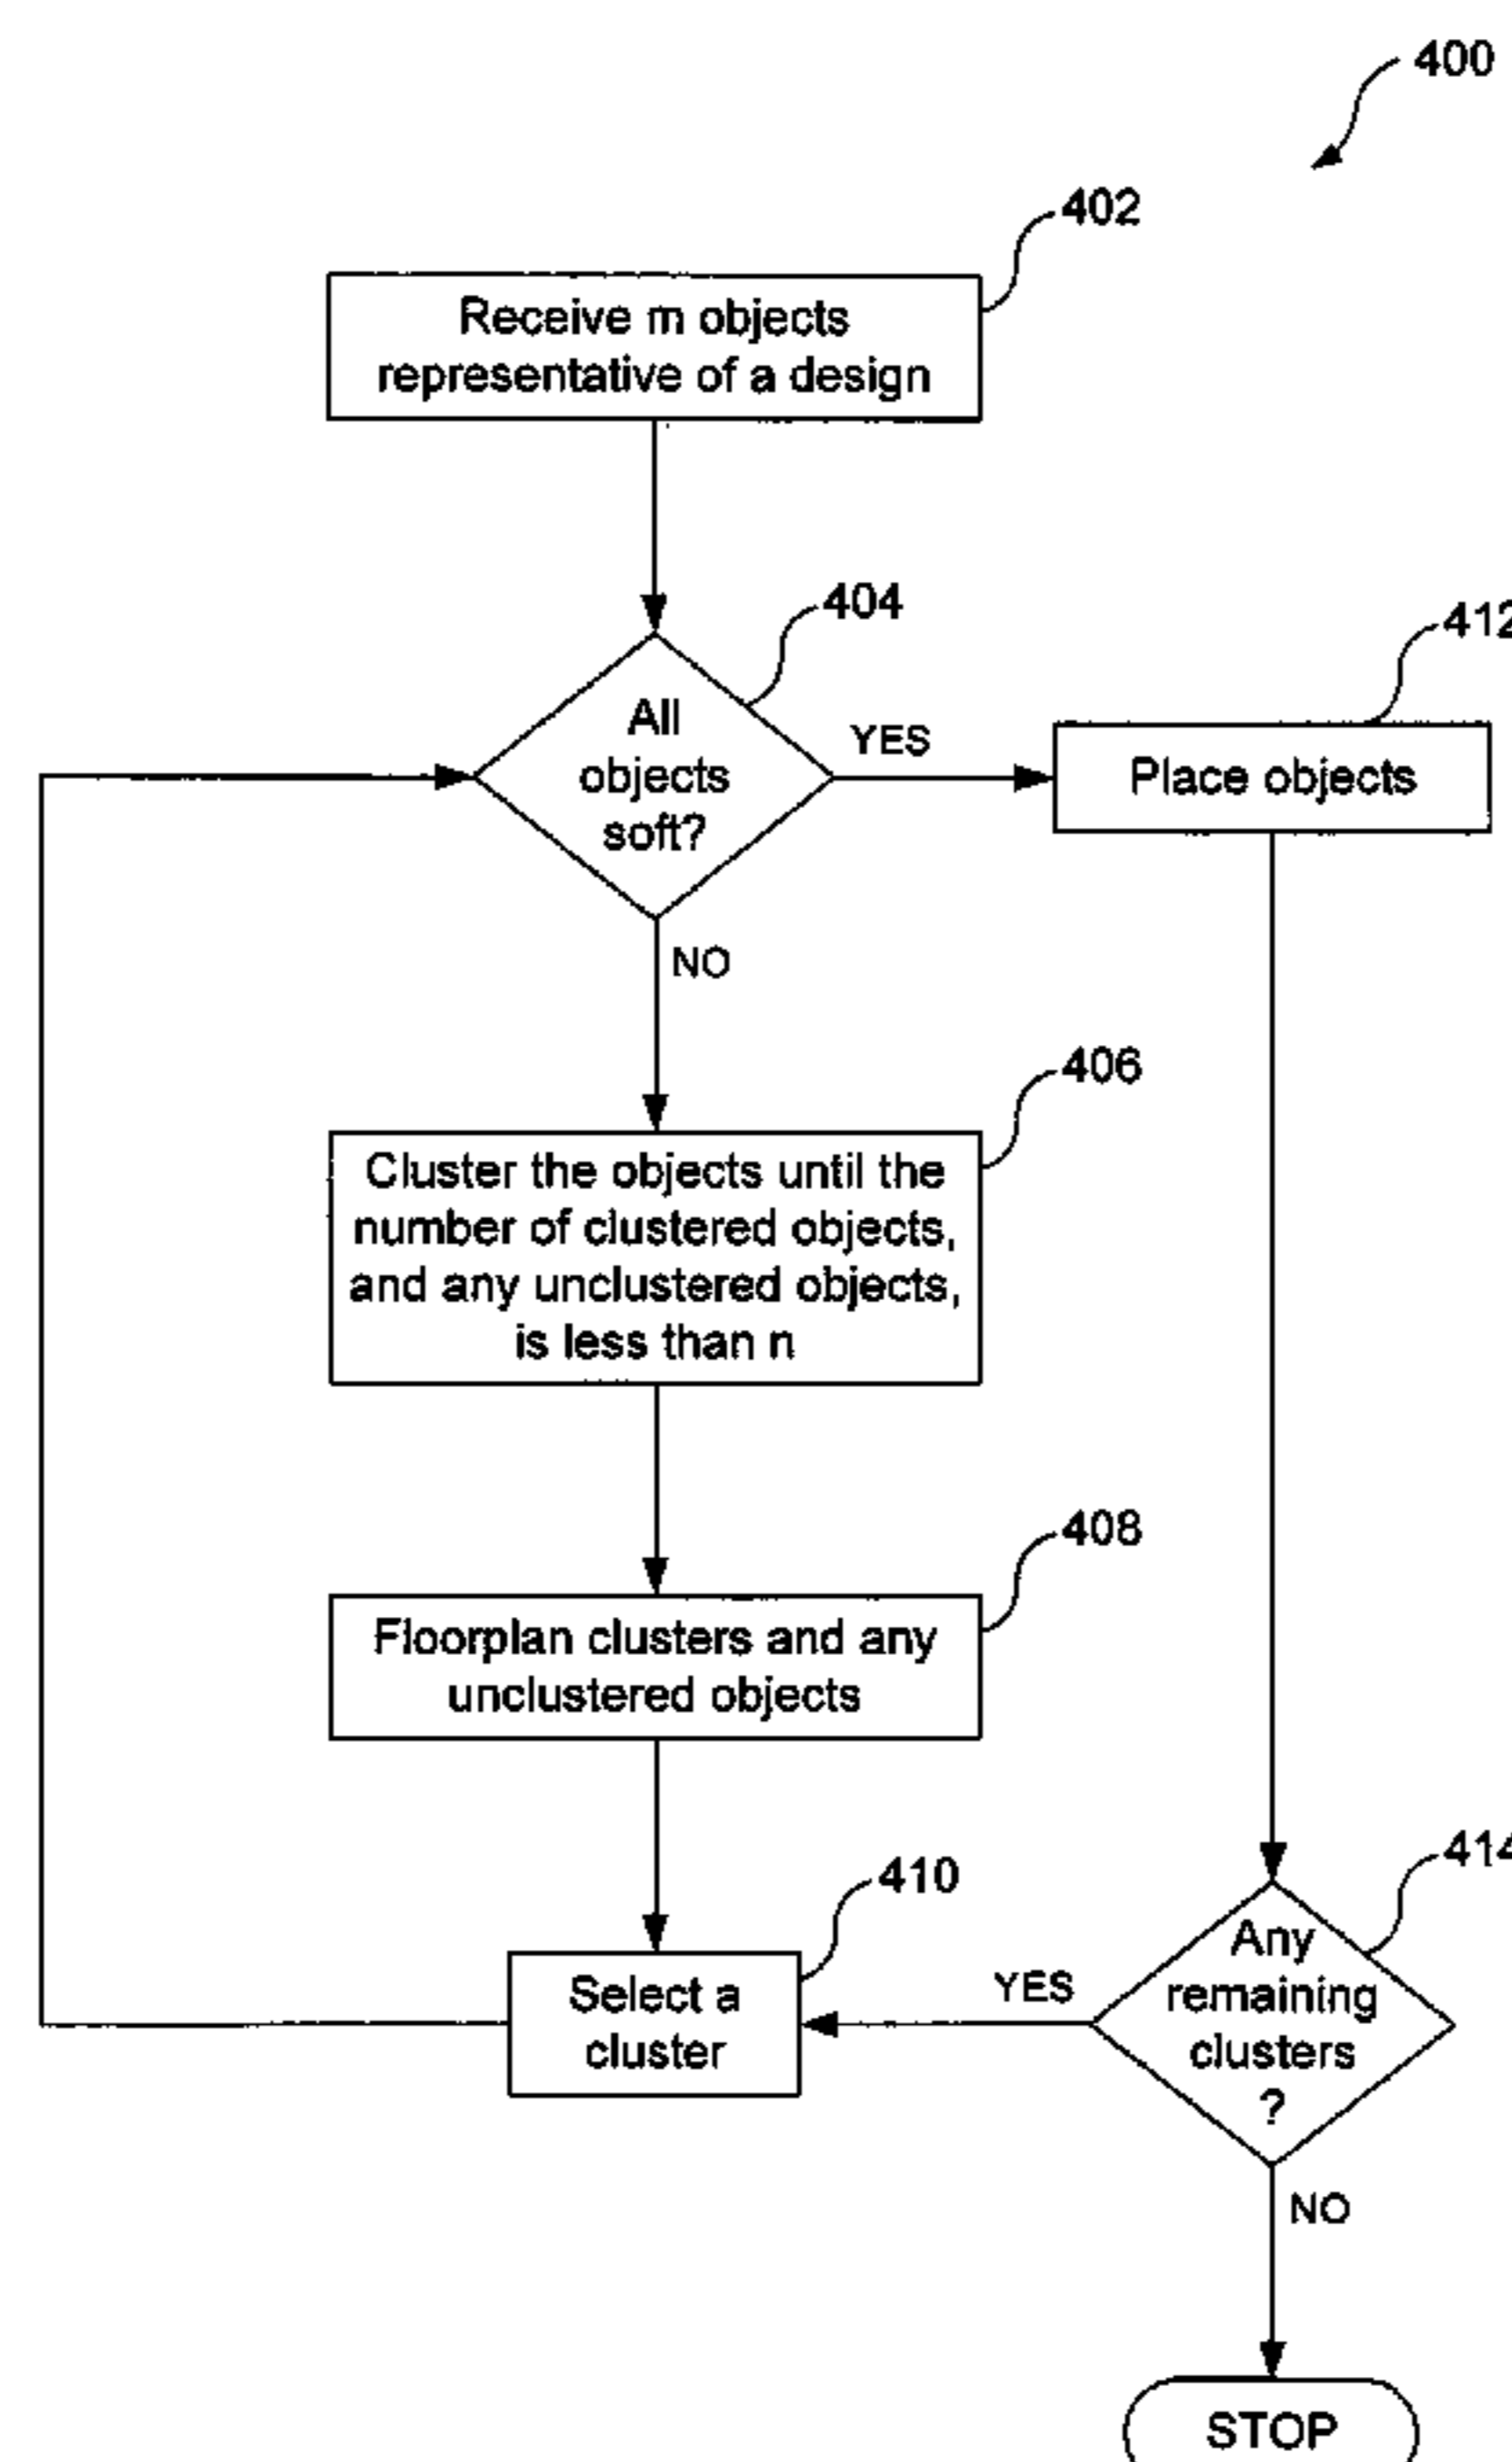 400
402
Receive m objects
representative of a design
404
All
objects
soft?
YES
412
Place objects
NO
406
Cluster the objects until the
number of clustered objects,
and any unclustered objects,
is less than n
408
Floorplan clusters and any
unclustered objects
410
Select a
cluster
YES
414
Any
remaining
clusters
?
NO
STOP